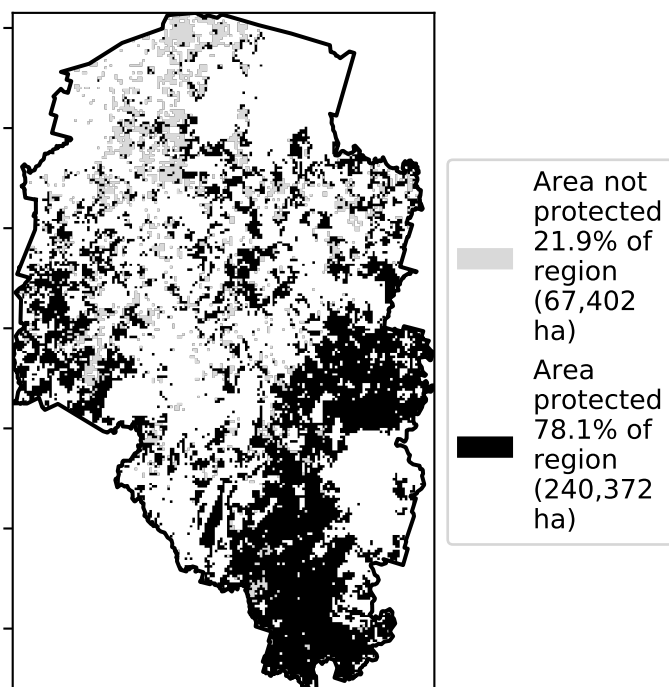 Area not
protected
21.9% of
region
(67,402
ha)
Area
protected
78.1% of
region
(240,372
ha)